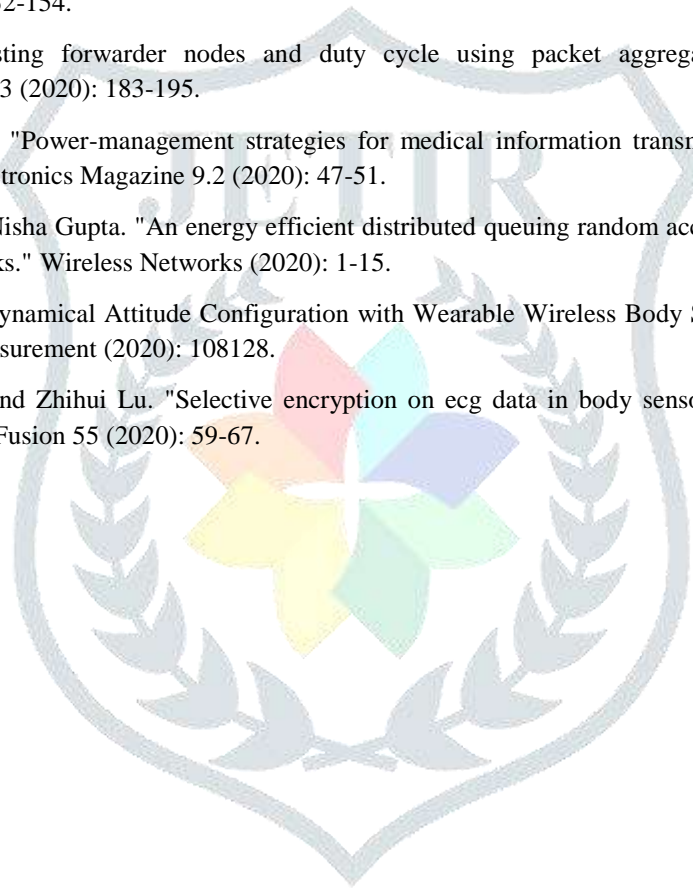 52-154.
sting forwarder nodes and duty cycle using packet aggrega
3 (2020): 183-195.
"Power-management strategies for medical information transm
tronics Magazine 9.2 (2020): 47-51.
Nisha Gupta. "An energy efficient distributed queuing random acc
ks." Wireless Networks (2020): 1-15.
ynamical Attitude Configuration with Wearable Wireless Body S
surement (2020): 108128.
nd Zhihui Lu. "Selective encryption on ecg data in body senso
Fusion 55 (2020): 59-67.
JETIR